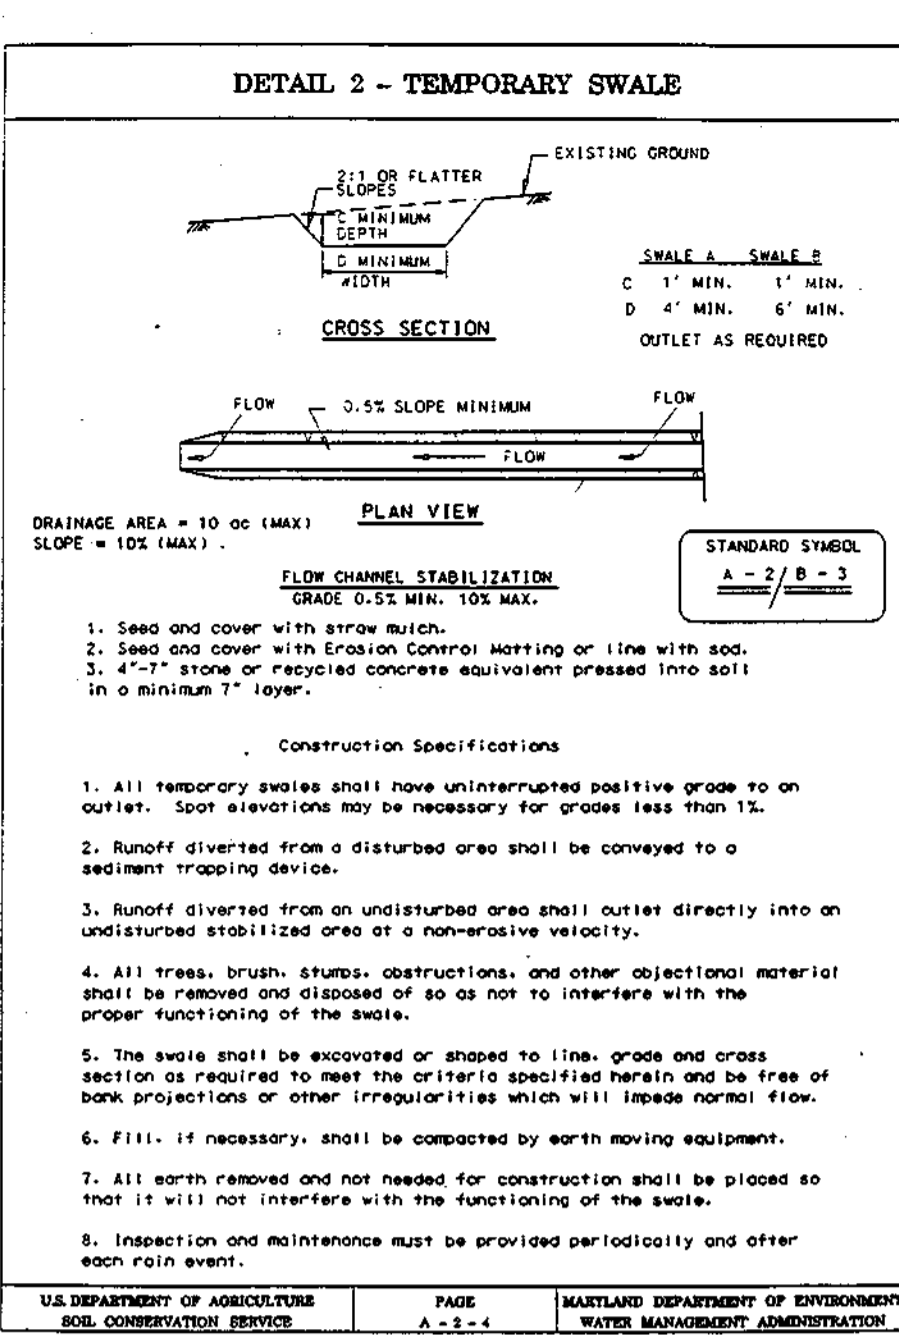 DETAIL 2 - TEMPORARY SWALE
EXISTING GROUND
2:1 OR FLATTER
SLOPES
C MINIMUM
DEPTH
D MINIMUM
WIDTH
CROSS SECTION
SWALE A SWALE B
C 1' MIN. 1' MIN.
D 4' MIN. 6' MIN.
OUTLET AS REQUIRED
FLOW
0.5% SLOPE MINIMUM
FLOW
FLOW
PLAN VIEW
DRAINAGE AREA = 10 ac (MAX)
SLOPE = 10% (MAX)
STANDARD SYMBOL
A - 2 / B - 3
FLOW CHANNEL STABILIZATION
GRADE 0.5% MIN. 10% MAX.
1. Seed and cover with straw mulch.
2. Seed and cover with Erosion Control Matting or line with sod.
3. 4"-7" stone or recycled concrete equivalent pressed into soil
in a minimum 7" layer.
Construction Specifications
1. All temporary swales shall have uninterrupted positive grade to an
outlet. Spot elevations may be necessary for grades less than 1%.
2. Runoff diverted from a disturbed area shall be conveyed to a
sediment trapping device.
3. Runoff diverted from an undisturbed area shall outlet directly into an
undisturbed stabilized area at a non-erosive velocity.
4. All trees, brush, stumps, obstructions, and other objectional material
shall be removed and disposed of so as not to interfere with the
proper functioning of the swale.
5. The swale shall be excavated or shaped to line, grade and cross
section as required to meet the criteria specified herein and be free of
bank projections or other irregularities which will impede normal flow.
6. Fill, if necessary, shall be compacted by earth moving equipment.
7. All earth removed and not needed for construction shall be placed so
that it will not interfere with the functioning of the swale.
8. Inspection and maintenance must be provided periodically and after
each rain event.
U.S. DEPARTMENT OF AGRICULTURE
SOIL CONSERVATION SERVICE
PAGE
A - 2 - 4
MARYLAND DEPARTMENT OF ENVIRONMENT
WATER MANAGEMENT ADMINISTRATION